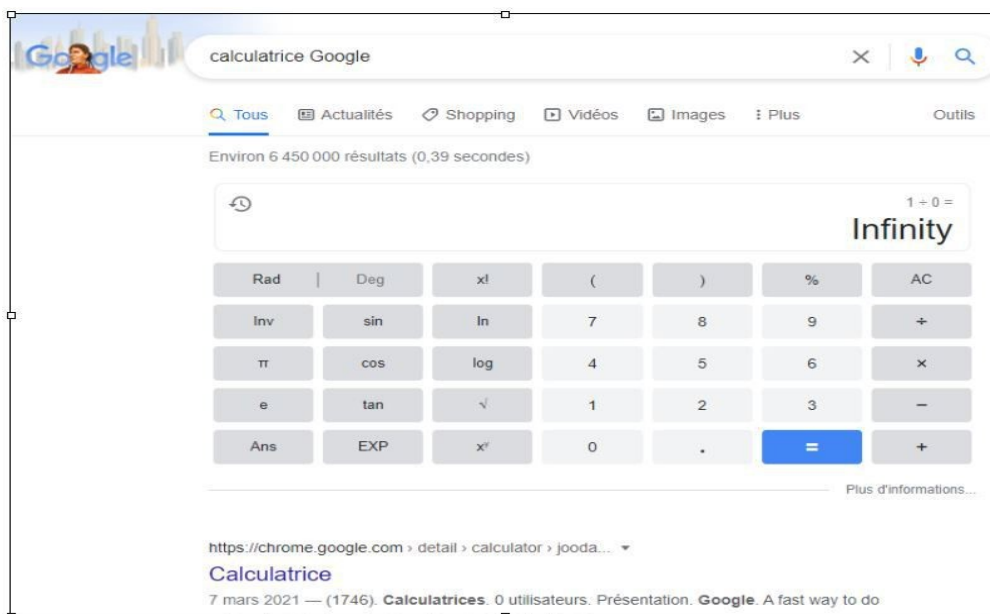 Google
calculatrice Google
Tous Actualités Shopping Vidéos Images Plus Outils
Environ 6 450 000 résultats (0,39 secondes)
1 ÷ 0 =
Infinity
Rad | Deg x! ( ) % AC
Inv sin ln 7 8 9 ÷
π cos log 4 5 6 ×
e tan √ 1 2 3 −
Ans EXP xʸ 0 . = +
Plus d'informations...
https://chrome.google.com › detail › calculator › jooda...
Calculatrice
7 mars 2021 — (1746). Calculatrices. 0 utilisateurs. Présentation. Google. A fast way to do